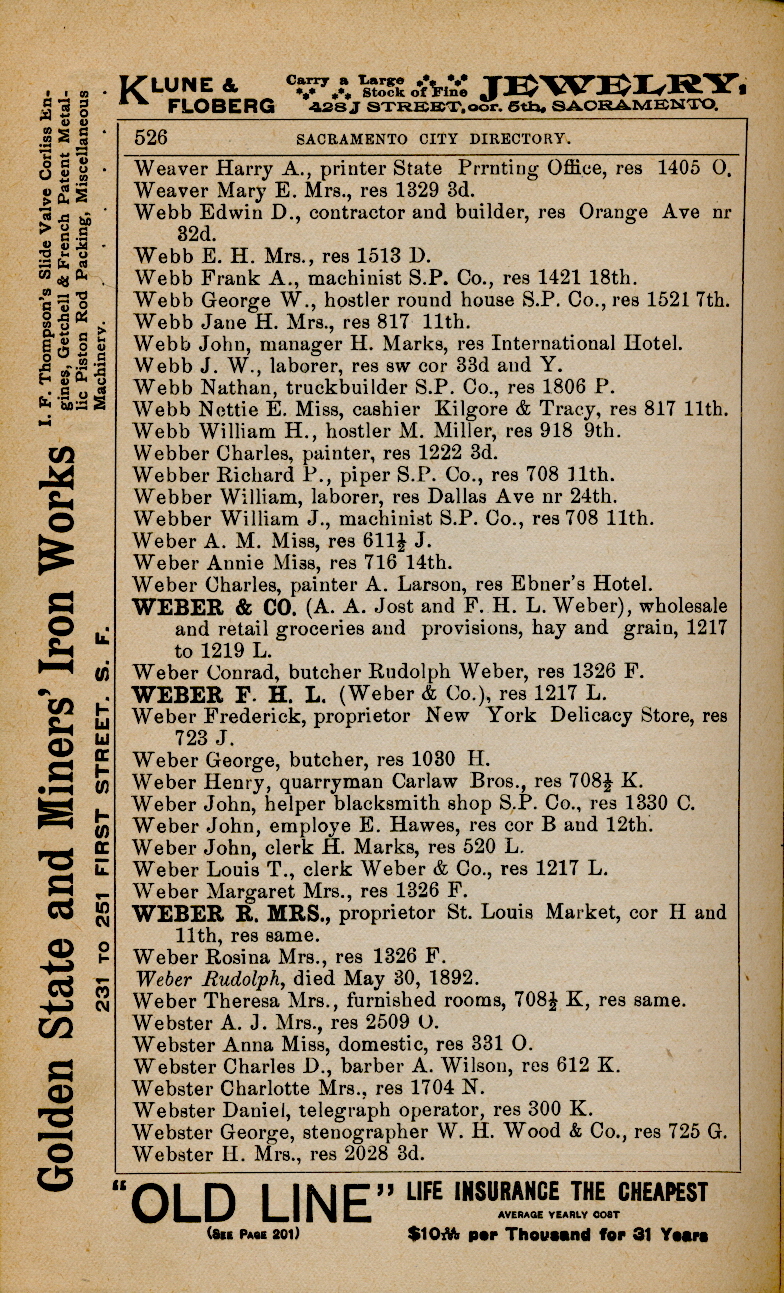 KLUNE & FLOBERG Carry a Large Stock of Fine JEWELRY,
428 J STREET, cor. 5th, SACRAMENTO.
526 SACRAMENTO CITY DIRECTORY.
Weaver Harry A., printer State Prrnting Office, res 1405 O.
Weaver Mary E. Mrs., res 1329 3d.
Webb Edwin D., contractor and builder, res Orange Ave nr
32d.
Webb E. H. Mrs., res 1513 D.
Webb Frank A., machinist S.P. Co., res 1421 18th.
Webb George W., hostler round house S.P. Co., res 1521 7th.
Webb Jane H. Mrs., res 817 11th.
Webb John, manager H. Marks, res International Hotel.
Webb J. W., laborer, res sw cor 33d and Y.
Webb Nathan, truckbuilder S.P. Co., res 1806 P.
Webb Nettie E. Miss, cashier Kilgore & Tracy, res 817 11th.
Webb William H., hostler M. Miller, res 918 9th.
Webber Charles, painter, res 1222 3d.
Webber Richard P., piper S.P. Co., res 708 11th.
Webber William, laborer, res Dallas Ave nr 24th.
Webber William J., machinist S.P. Co., res 708 11th.
Weber A. M. Miss, res 611½ J.
Weber Annie Miss, res 716 14th.
Weber Charles, painter A. Larson, res Ebner's Hotel.
WEBER & CO. (A. A. Jost and F. H. L. Weber), wholesale
and retail groceries and provisions, hay and grain, 1217
to 1219 L.
Weber Conrad, butcher Rudolph Weber, res 1326 F.
WEBER F. H. L. (Weber & Co.), res 1217 L.
Weber Frederick, proprietor New York Delicacy Store, res
723 J.
Weber George, butcher, res 1030 H.
Weber Henry, quarryman Carlaw Bros., res 708½ K.
Weber John, helper blacksmith shop S.P. Co., res 1330 C.
Weber John, employe E. Hawes, res cor B and 12th.
Weber John, clerk H. Marks, res 520 L.
Weber Louis T., clerk Weber & Co., res 1217 L.
Weber Margaret Mrs., res 1326 F.
WEBER R. MRS., proprietor St. Louis Market, cor H and
11th, res same.
Weber Rosina Mrs., res 1326 F.
Weber Rudolph, died May 30, 1892.
Weber Theresa Mrs., furnished rooms, 708½ K, res same.
Webster A. J. Mrs., res 2509 O.
Webster Anna Miss, domestic, res 331 O.
Webster Charles D., barber A. Wilson, res 612 K.
Webster Charlotte Mrs., res 1704 N.
Webster Daniel, telegraph operator, res 300 K.
Webster George, stenographer W. H. Wood & Co., res 725 G.
Webster H. Mrs., res 2028 3d.
"OLD LINE" LIFE INSURANCE THE CHEAPEST
AVERAGE YEARLY COST
(SEE PAGE 201) per Thousand for 31 Years
Golden State and Miners' Iron Works
231 TO 251 FIRST STREET. S. F.
I. F. Thompson's Slide Valve Corliss En-
gines, Getchell & French Patent Metal-
lic Piston Rod Packing, Miscellaneous
Machinery.